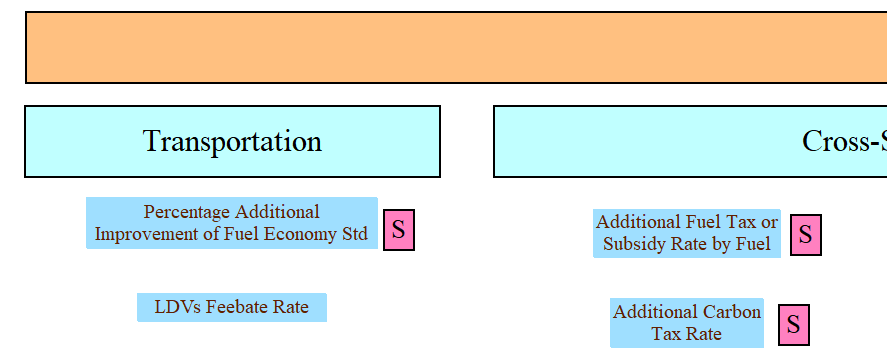 Transportation
Cross-S
Percentage Additional
Improvement of Fuel Economy Std
S
Additional Fuel Tax or
Subsidy Rate by Fuel
S
LDVs Feebate Rate
Additional Carbon
Tax Rate
S